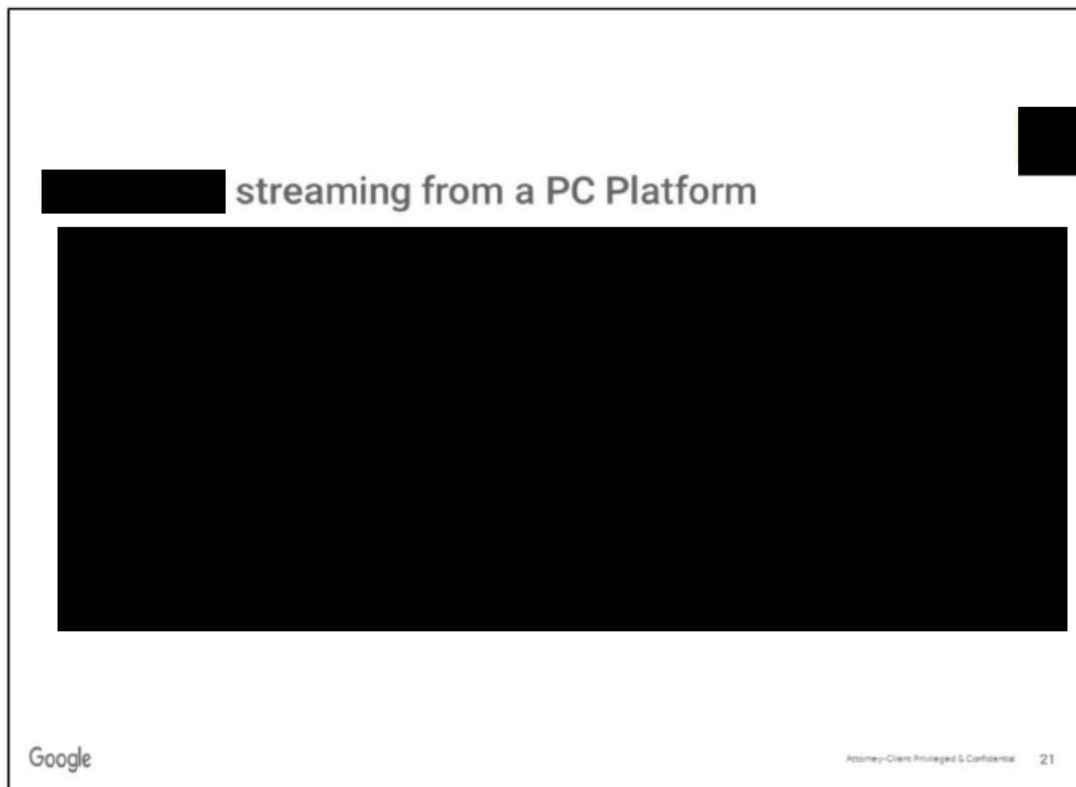 streaming from a PC Platform
Google
Attorney-Client Privileged & Confidential 21